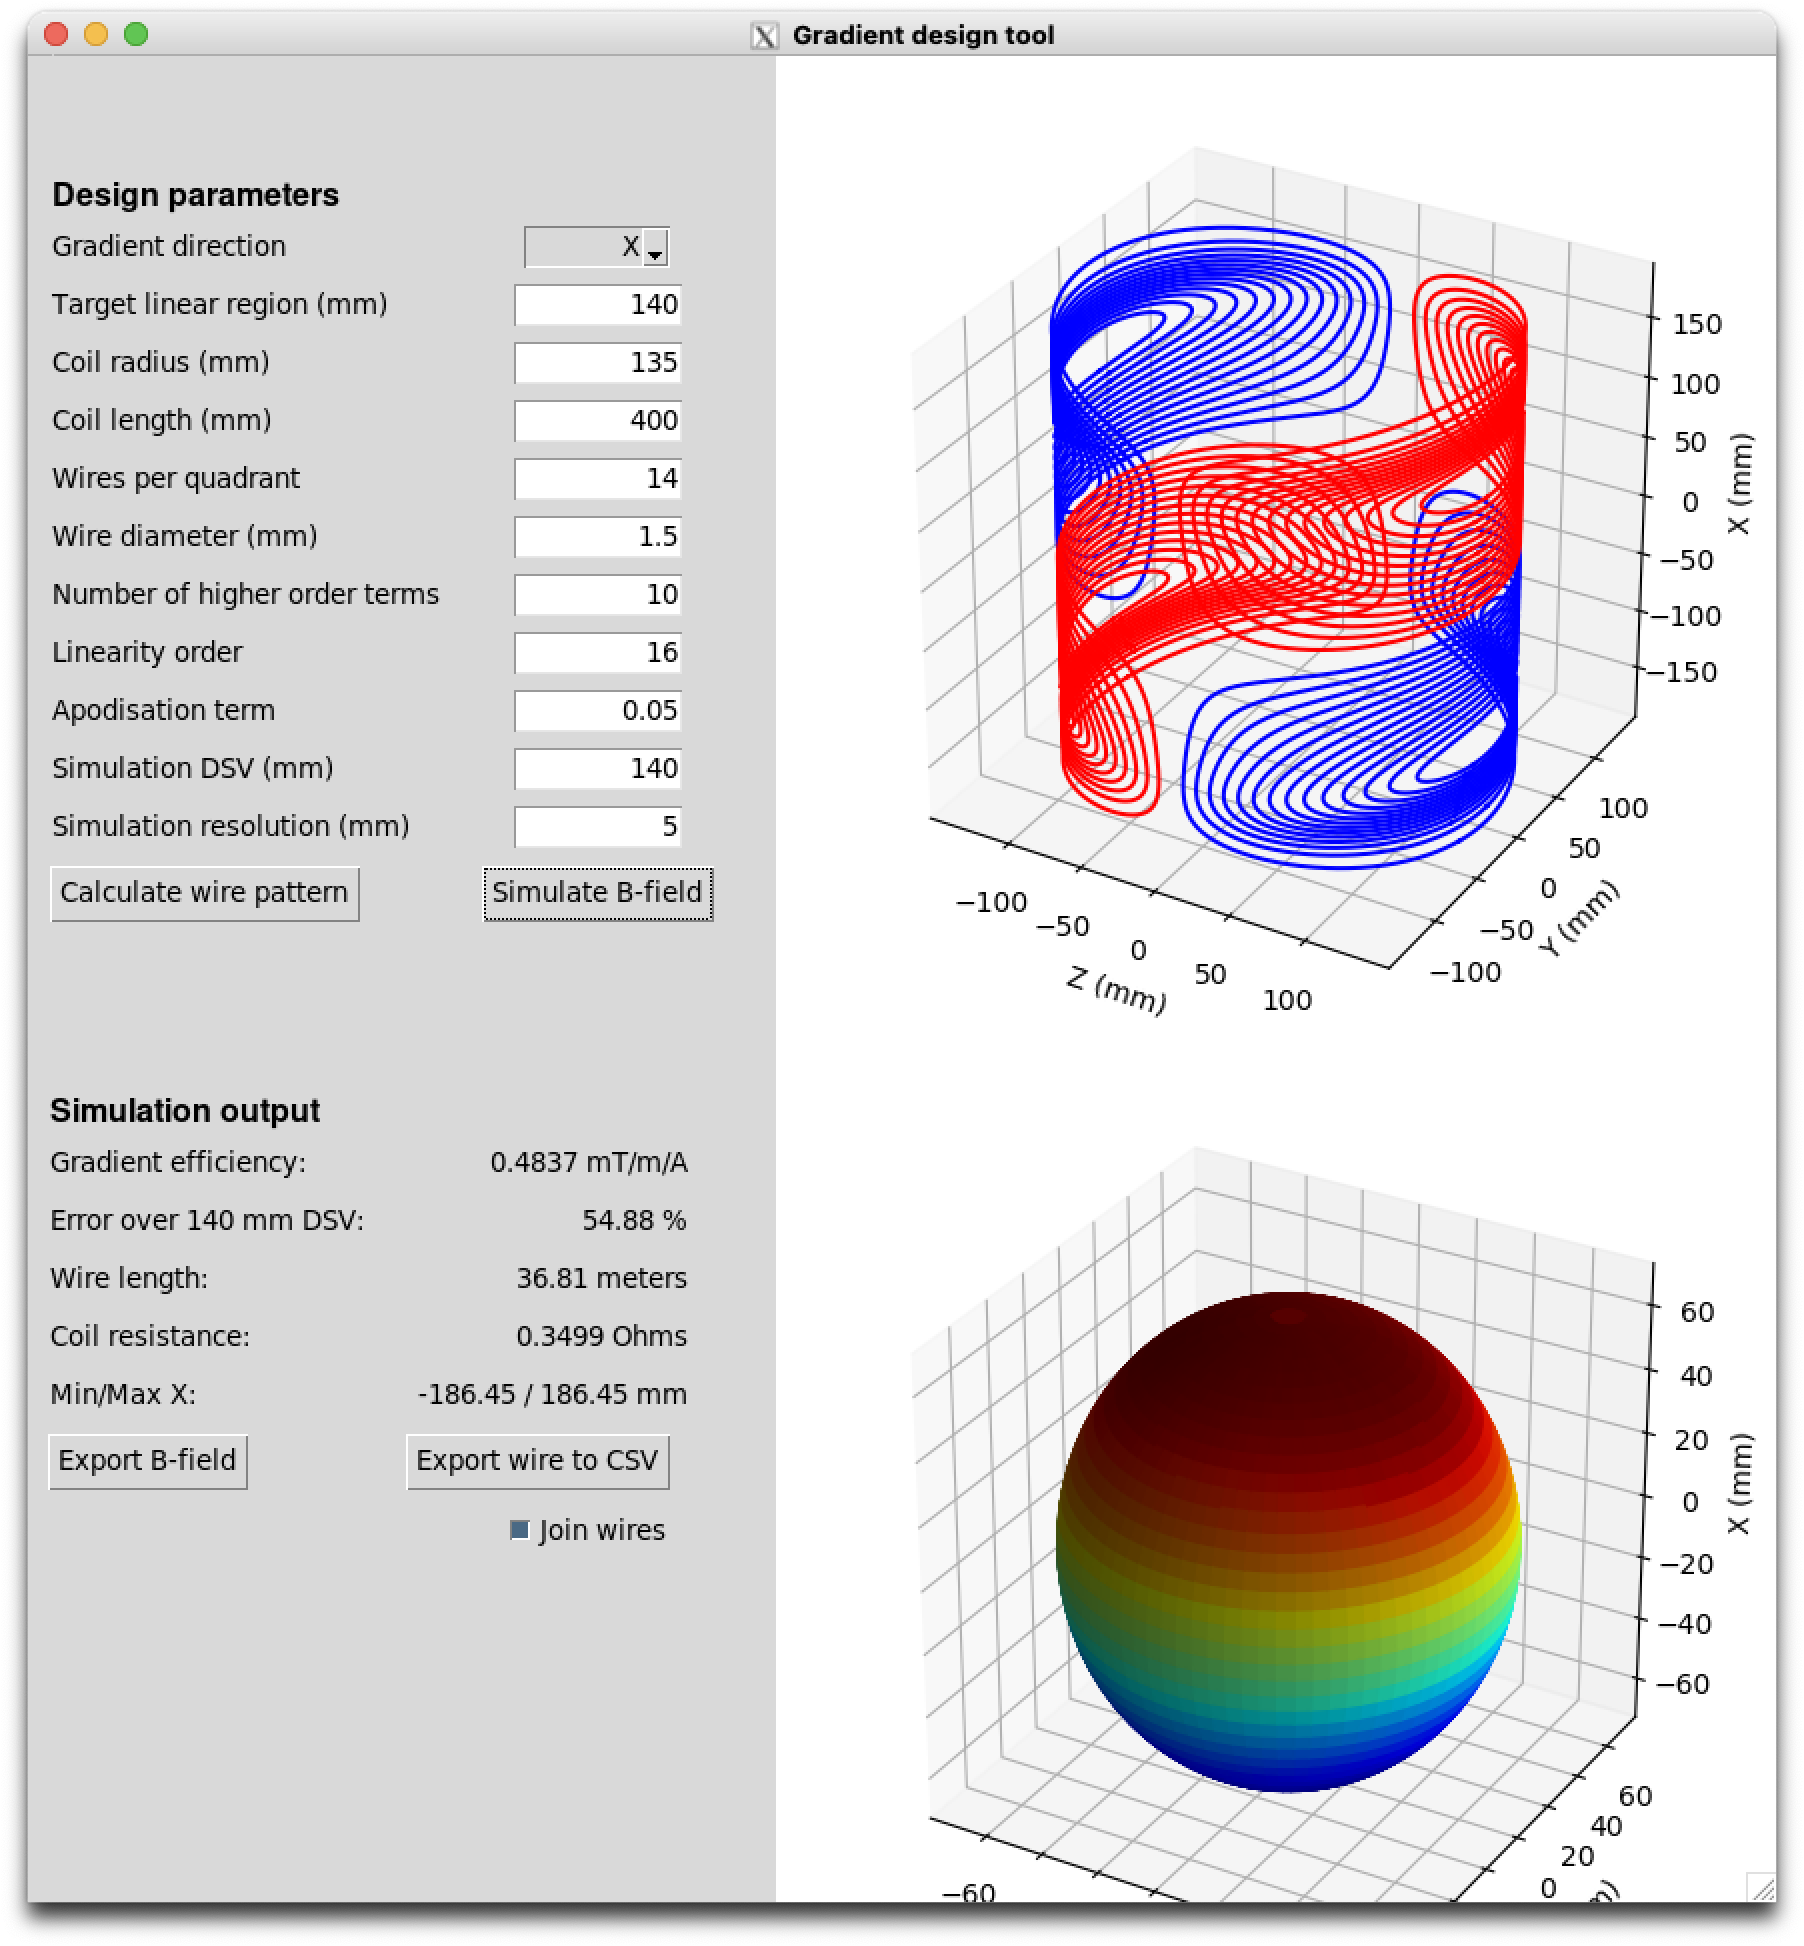 Gradient design tool
Design parameters
Gradient direction X
Target linear region (mm) 140
Coil radius (mm) 135
Coil length (mm) 400
Wires per quadrant 14
Wire diameter (mm) 1.5
Number of higher order terms 10
Linearity order 16
Apodisation term 0.05
Simulation DSV (mm) 140
Simulation resolution (mm) 5
Calculate wire pattern Simulate B-field
Simulation output
Gradient efficiency: 0.4837 mT/m/A
Error over 140 mm DSV: 54.88 %
Wire length: 36.81 meters
Coil resistance: 0.3499 Ohms
Min/Max X: -186.45 / 186.45 mm
Export B-field Export wire to CSV
Join wires
150
100
50
0
−50
−100
−150
X (mm)
100
50
0
−50
−100
Y (mm)
−100
−50
0
50
100
Z (mm)
60
40
20
0
−20
−40
−60
X (mm)
60
40
20
0
−60